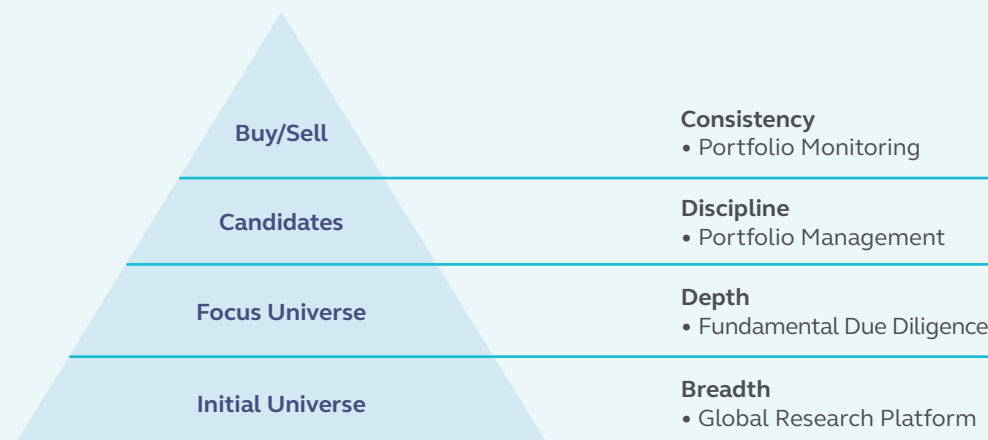 Buy/Sell
Consistency
• Portfolio Monitoring
Candidates
Discipline
• Portfolio Management
Focus Universe
Depth
• Fundamental Due Diligence
Initial Universe
Breadth
• Global Research Platform